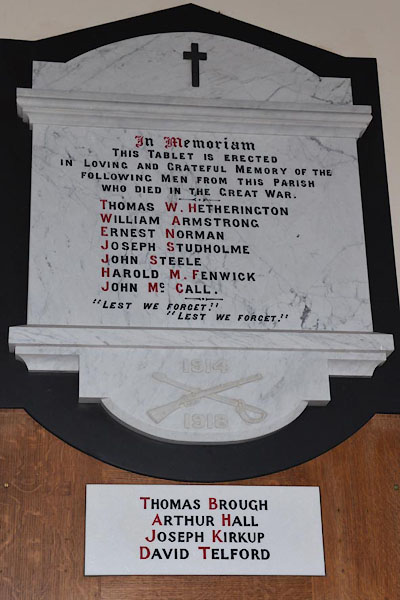 In Memoriam
THIS TABLET IS ERECTED
IN LOVING AND GRATEFUL MEMORY OF THE
FOLLOWING MEN FROM THIS PARISH
WHO DIED IN THE GREAT WAR.
THOMAS W. HETHERINGTON
WILLIAM ARMSTRONG
ERNEST NORMAN
JOSEPH STUDHOLME
JOHN STEELE
HAROLD M. FENWICK
JOHN Mc CALL.
"LEST WE FORGET."
"LEST WE FORGET."
1914
1918
THOMAS BROUGH
ARTHUR HALL
JOSEPH KIRKUP
DAVID TELFORD